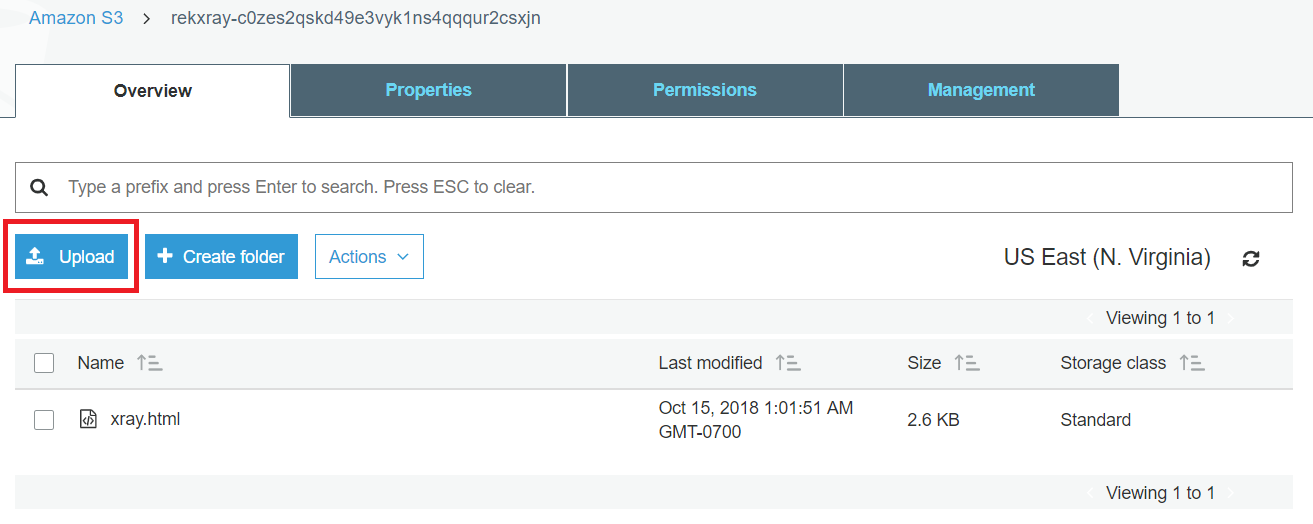 Amazon S3 > rekxray-c0zes2qskd49e3vyk1ns4qqqur2csxjn
Overview Properties Permissions Management
Type a prefix and press Enter to search. Press ESC to clear.
Upload Create folder Actions US East (N. Virginia)
Viewing 1 to 1
Name Last modified Size Storage class
xray.html Oct 15, 2018 1:01:51 AM 2.6 KB Standard
GMT-0700
Viewing 1 to 1